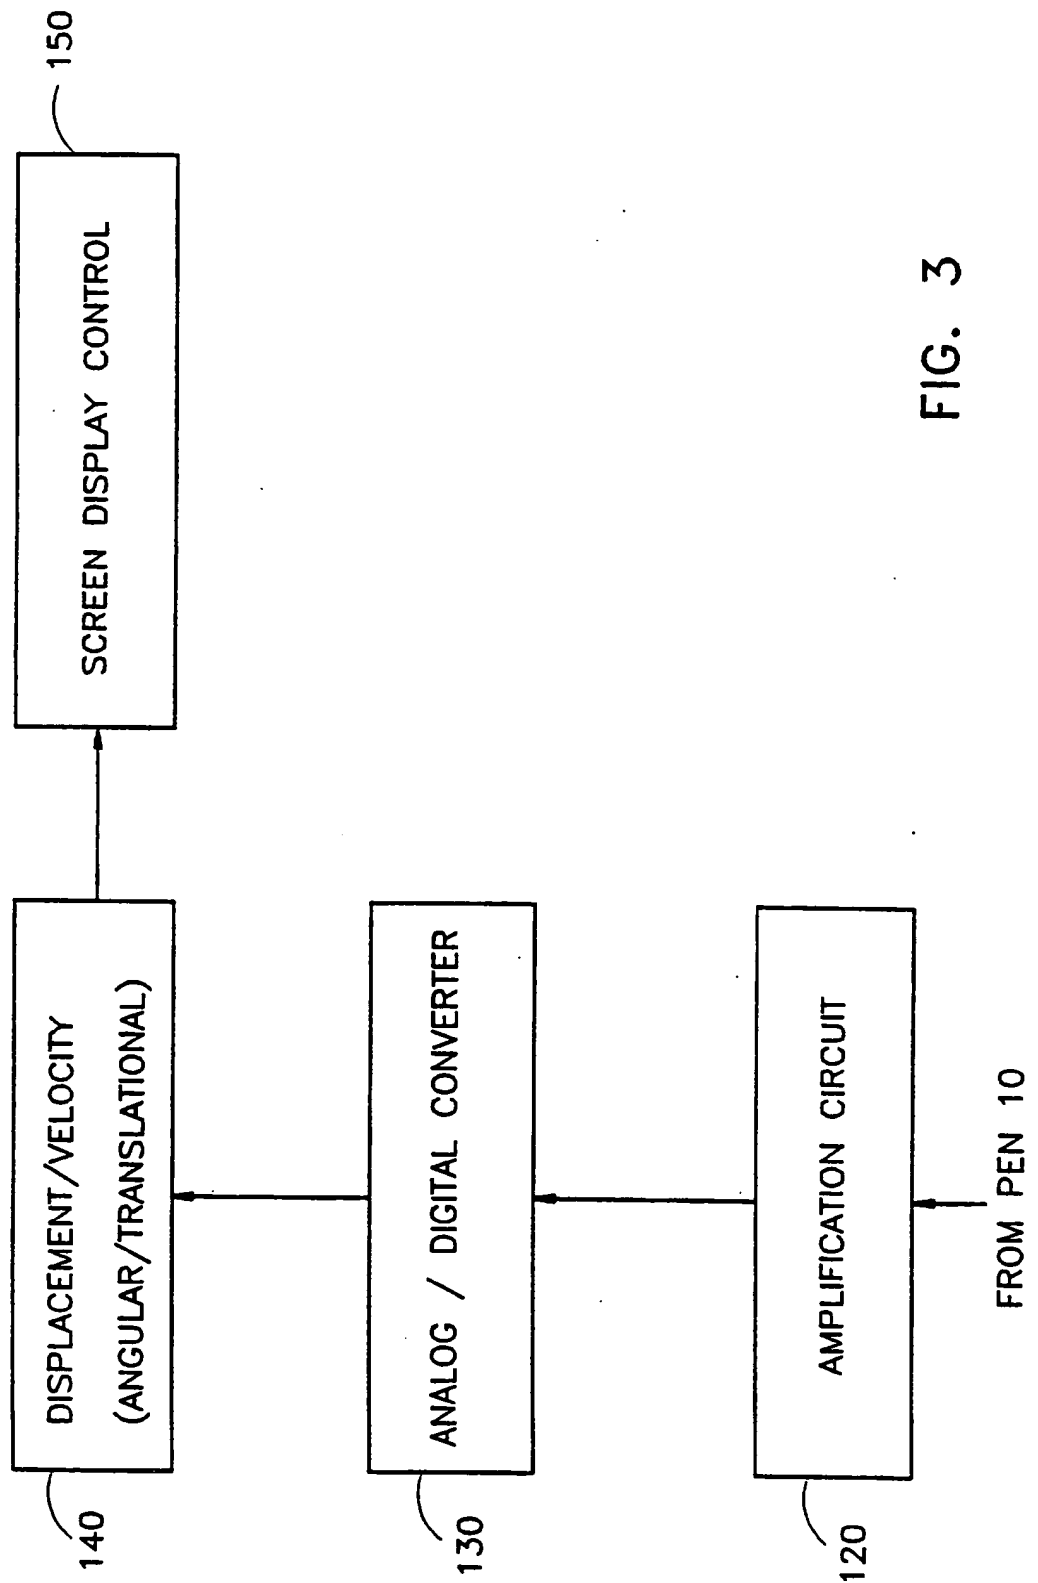 140
DISPLACEMENT/VELOCITY
(ANGULAR/TRANSLATIONAL)
150
SCREEN DISPLAY CONTROL
130
ANALOG / DIGITAL CONVERTER
120
AMPLIFICATION CIRCUIT
FROM PEN 10
FIG. 3